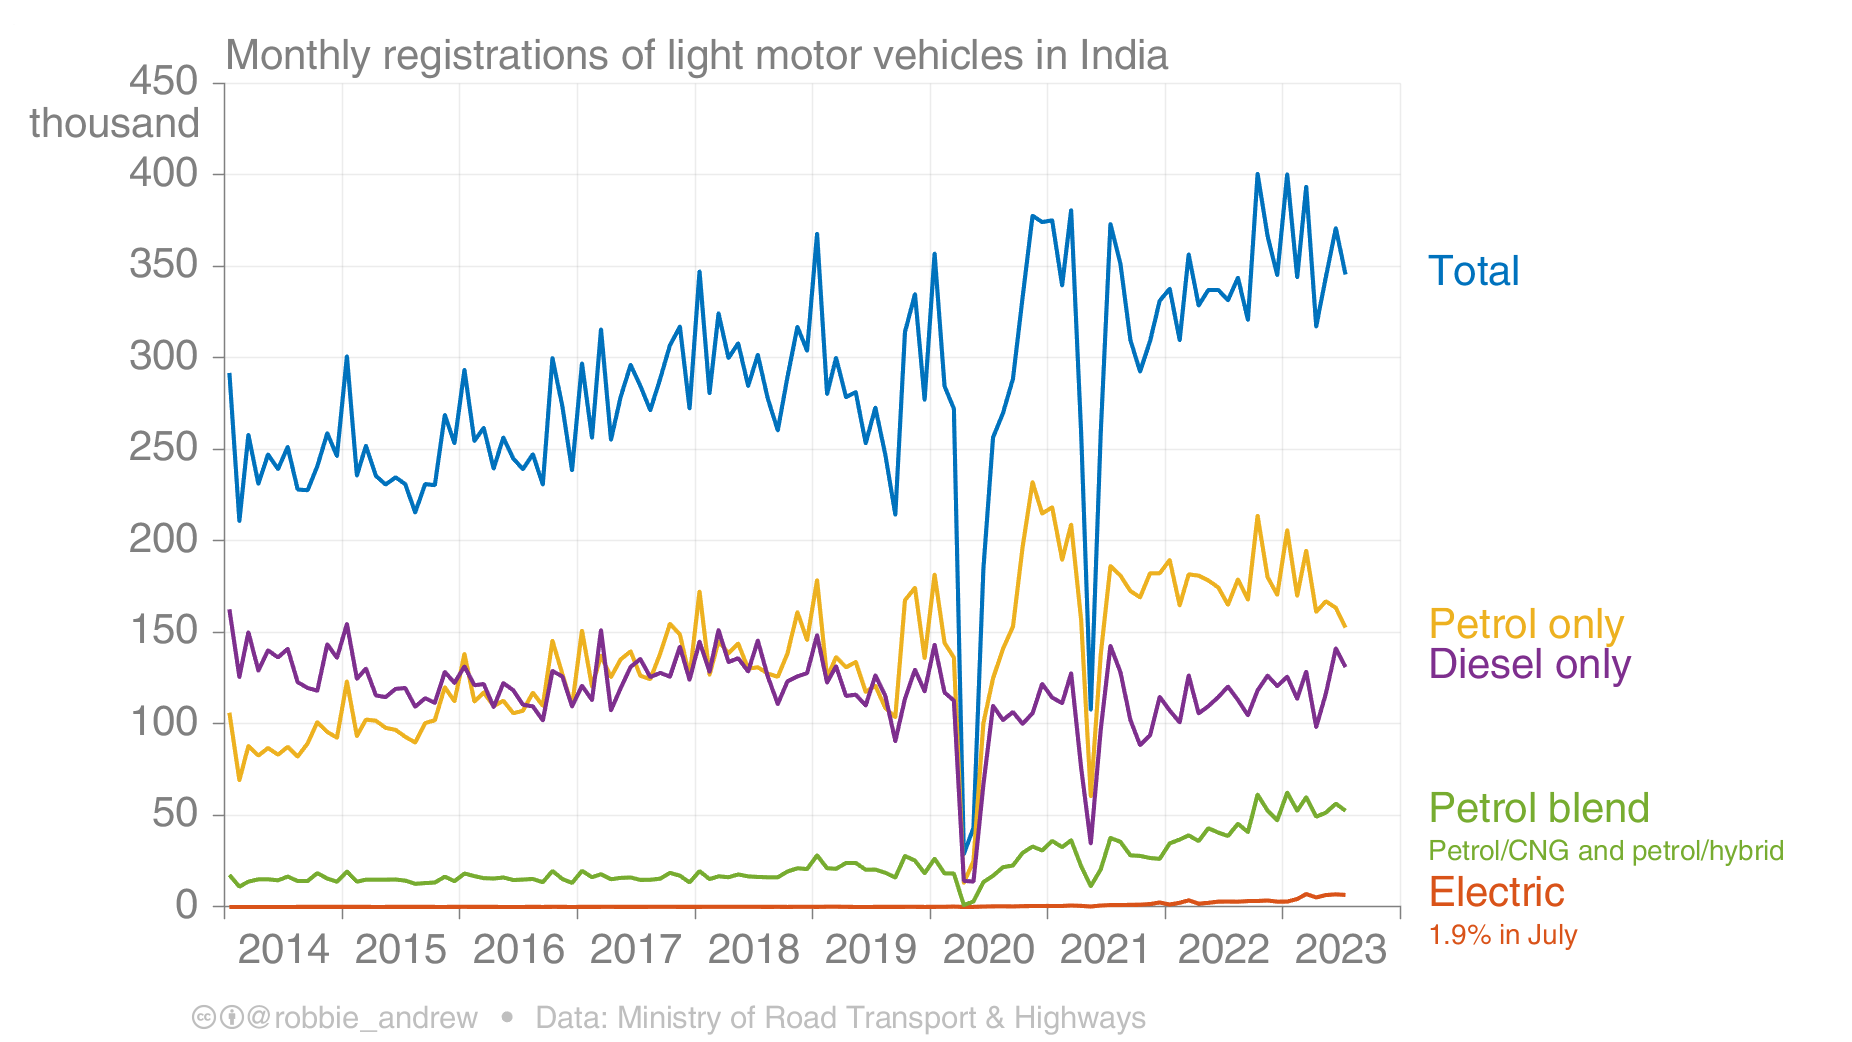 Monthly registrations of light motor vehicles in India
450
thousand
400
350
300
250
200
150
100
50
0
2014 2015 2016 2017 2018 2019 2020 2021 2022 2023
Total
Petrol only
Diesel only
Petrol blend
Petrol/CNG and petrol/hybrid
Electric
1.9% in July
cc @robbie_andrew • Data: Ministry of Road Transport & Highways